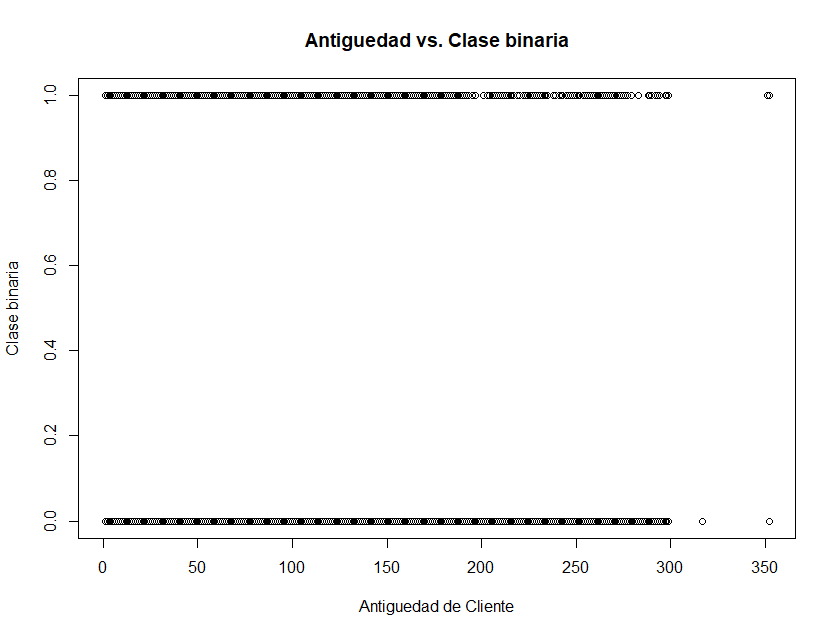 Antiguedad vs. Clase binaria
1.0
0.8
0.6
0.4
0.2
0.0
Clase binaria
0 50 100 150 200 250 300 350
Antiguedad de Cliente